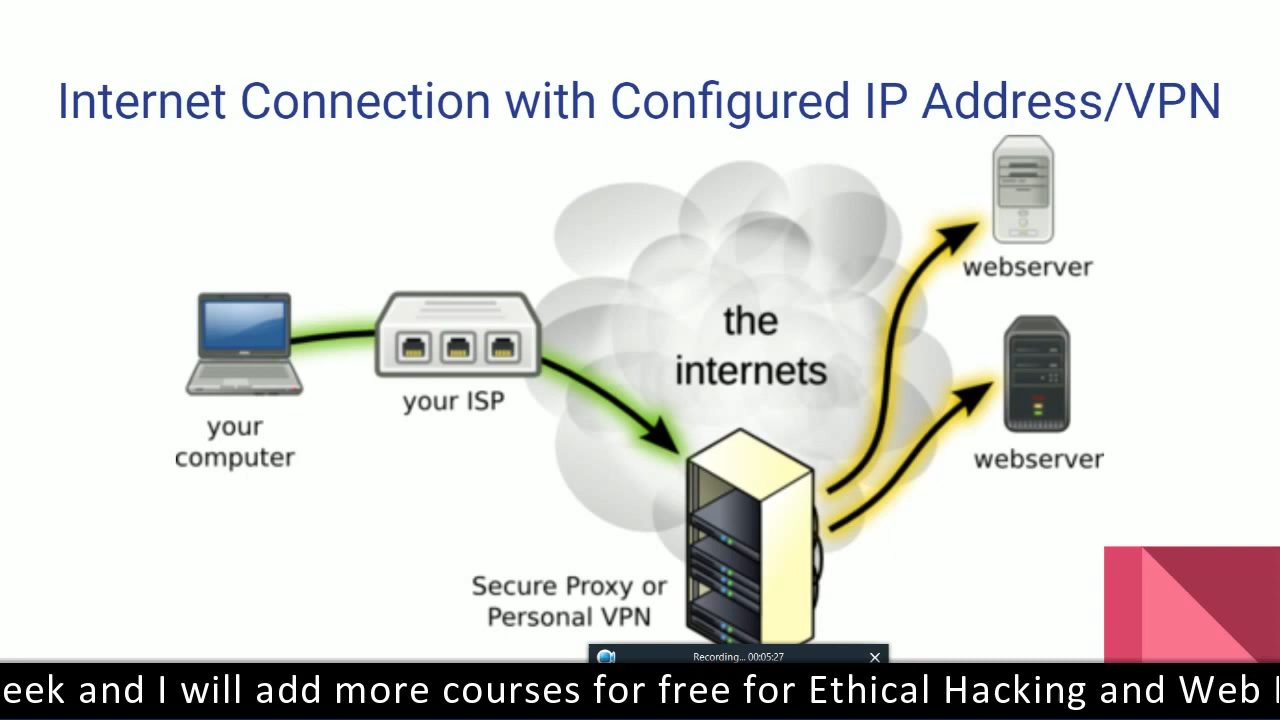 Internet Connection with Configured IP Address/VPN
webserver
the
internets
your ISP
your
computer
webserver
Secure Proxy or
Personal VPN
Recording... 00:05:27
and I will add more courses for free for Ethical Hacking and Web